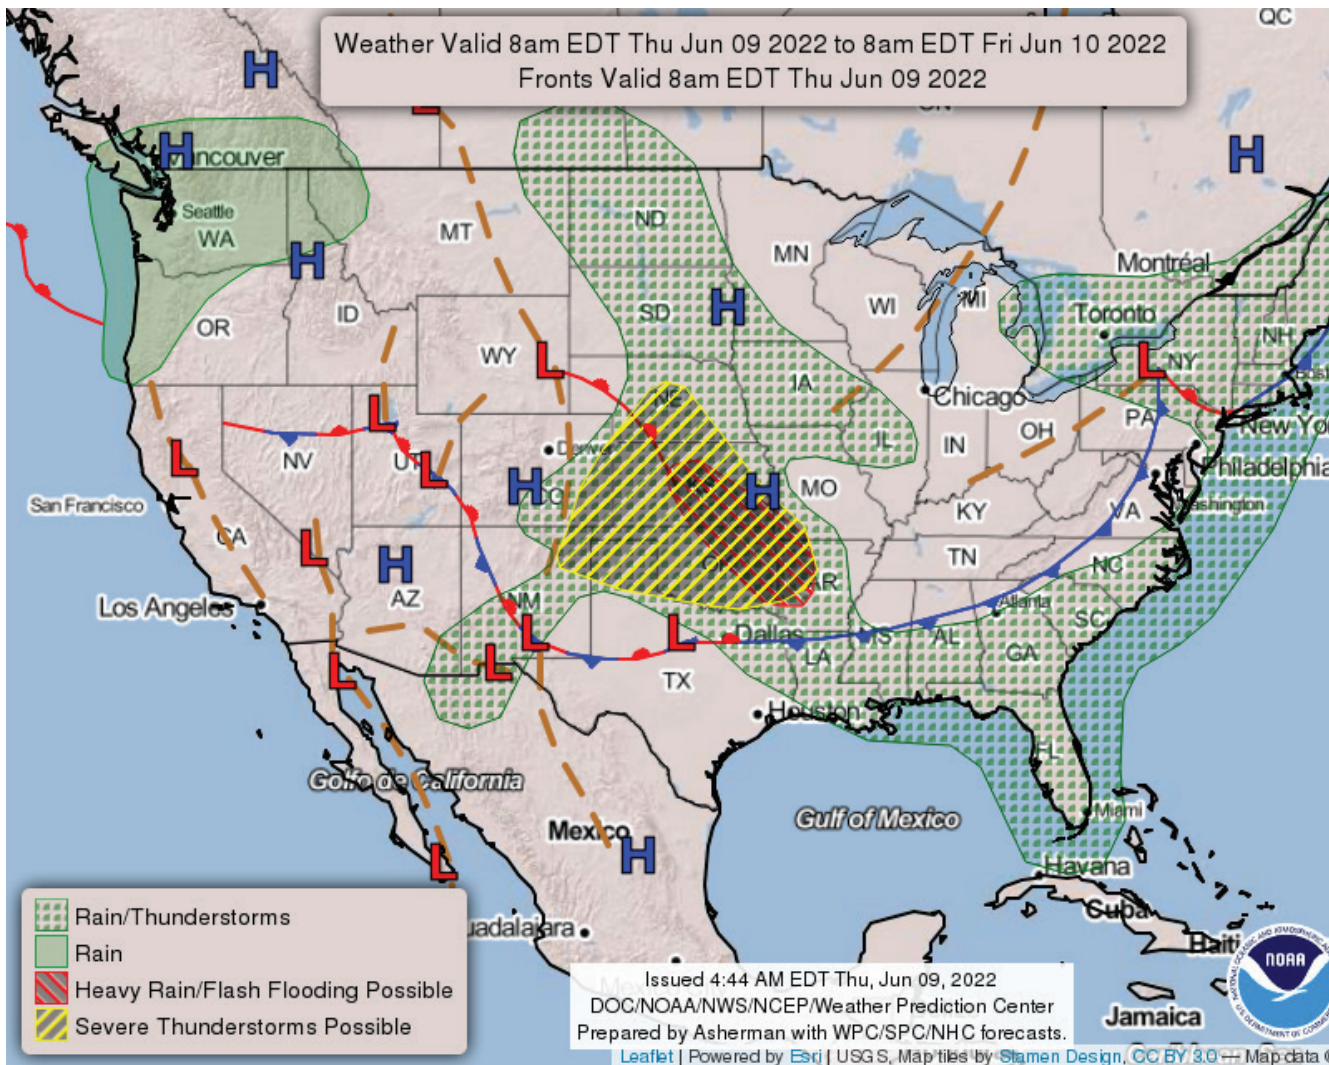 QC
Weather Valid 8am EDT Thu Jun 09 2022 to 8am EDT Fri Jun 10 2022
Fronts Valid 8am EDT Thu Jun 09 2022
H
L
H
H
Vancouver
Seattle
WA
MT
ND
MN
Montréal
H
OR
ID
WY
SD
H
WI
MI
Toronto
NH
L
L
NY
NE
IA
Chicago
PA
New Yor
L
NV
UT
L
Denver
H
CO
H
MO
IL
IN
OH
Philadelphia
L
San Francisco
CA
KY
VA
Washington
L
H
AZ
NM
AR
TN
NC
Los Angeles
Atlanta
SC
L
L
Dallas
MS
AL
GA
L
L
TX
LA
Houston
FL
Golfo de California
Gulf of Mexico
Miami
Mexico
H
L
Havana
Cuba
Haiti
Rain/Thunderstorms
Rain
Heavy Rain/Flash Flooding Possible
Severe Thunderstorms Possible
uadalajara
Issued 4:44 AM EDT Thu, Jun 09, 2022
DOC/NOAA/NWS/NCEP/Weather Prediction Center
Prepared by Asherman with WPC/SPC/NHC forecasts.
Jamaica
NOAA
Leaflet | Powered by Esri | USGS, Map tiles by Stamen Design, CC BY 3.0 — Map data ©